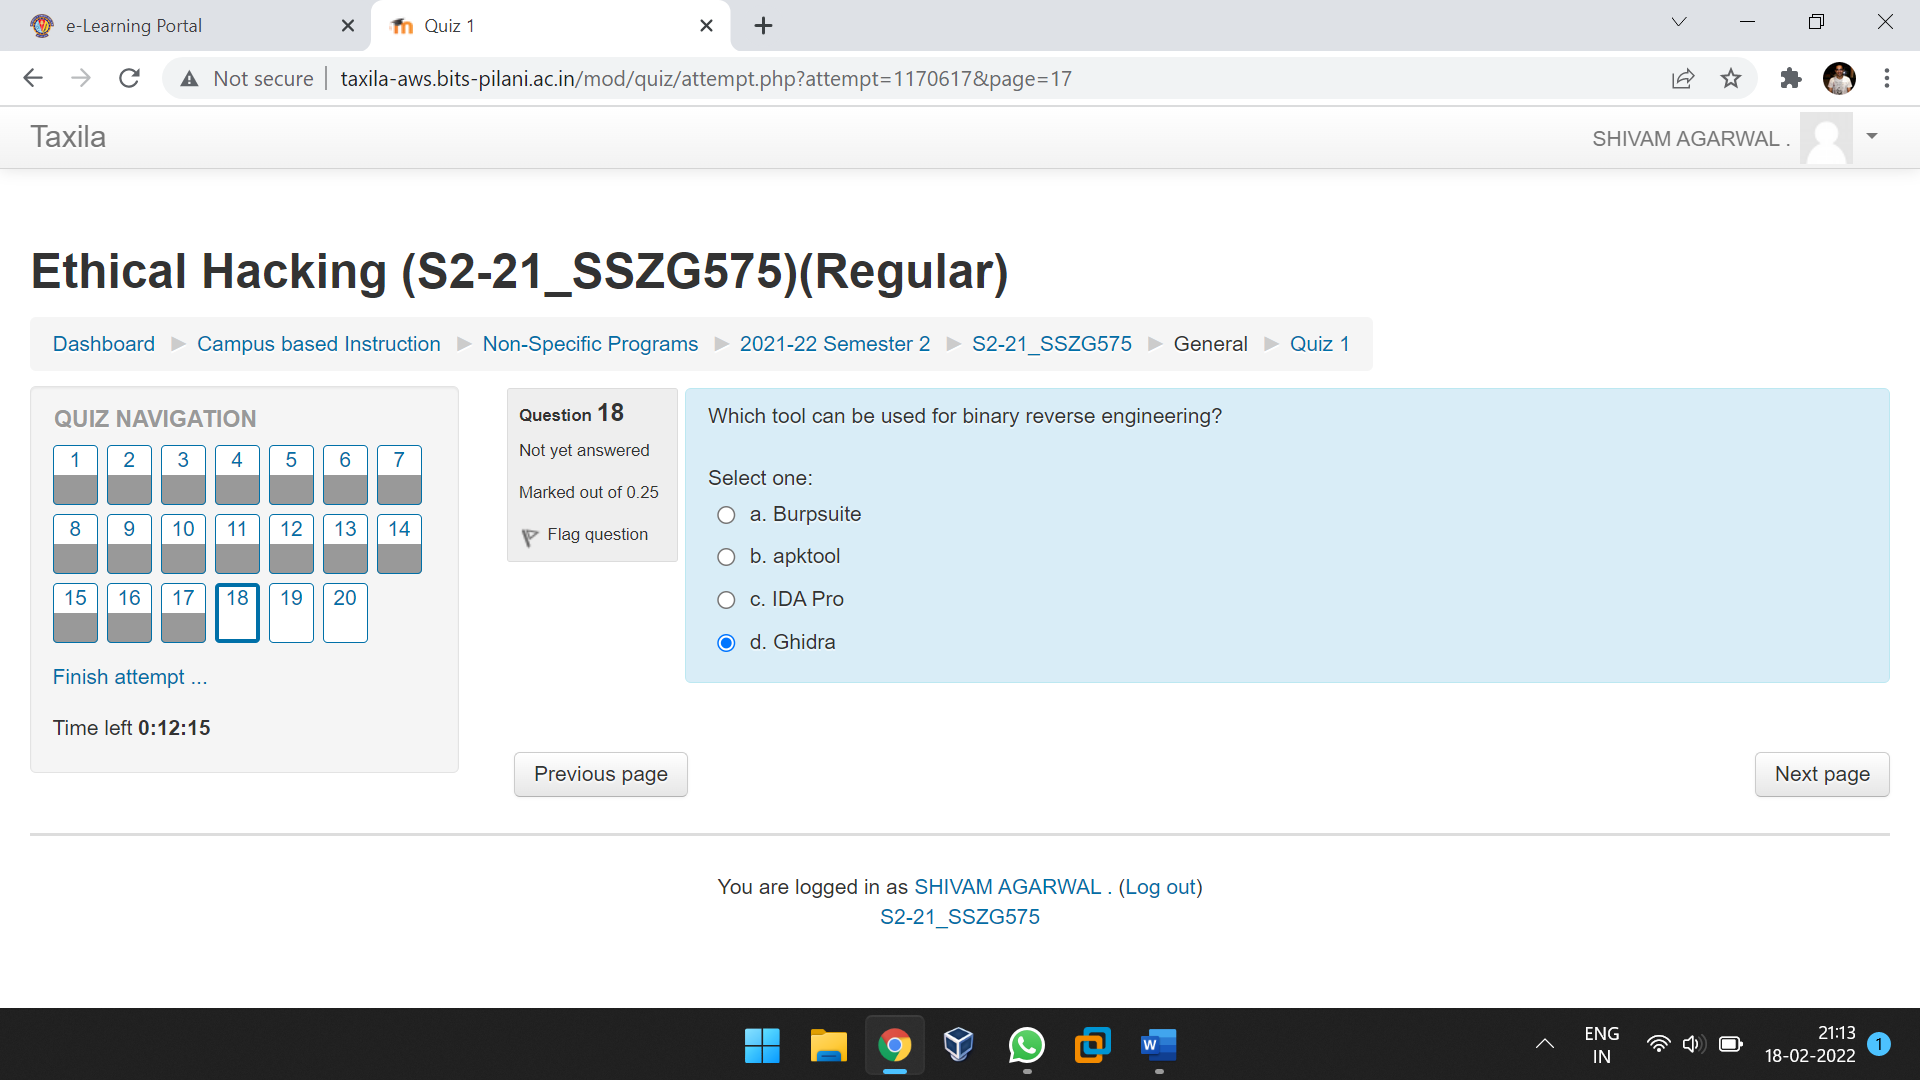 e-Learning Portal
Quiz 1
Not secure
taxila-aws.bits-pilani.ac.in/mod/quiz/attempt.php?attempt=1170617&page=17
Taxila
SHIVAM AGARWAL .
Ethical Hacking (S2-21_SSZG575)(Regular)
Dashboard Campus based Instruction Non-Specific Programs 2021-22 Semester 2 S2-21_SSZG575 General Quiz 1
QUIZ NAVIGATION
1 2 3 4 5 6 7
8 9 10 11 12 13 14
15 16 17 18 19 20
Finish attempt ...
Time left 0:12:15
Question 18
Not yet answered
Marked out of 0.25
Flag question
Which tool can be used for binary reverse engineering?
Select one:
a. Burpsuite
b. apktool
c. IDA Pro
d. Ghidra
Previous page
Next page
You are logged in as SHIVAM AGARWAL . (Log out)
S2-21_SSZG575
W
ENG
IN
21:13
18-02-2022
1